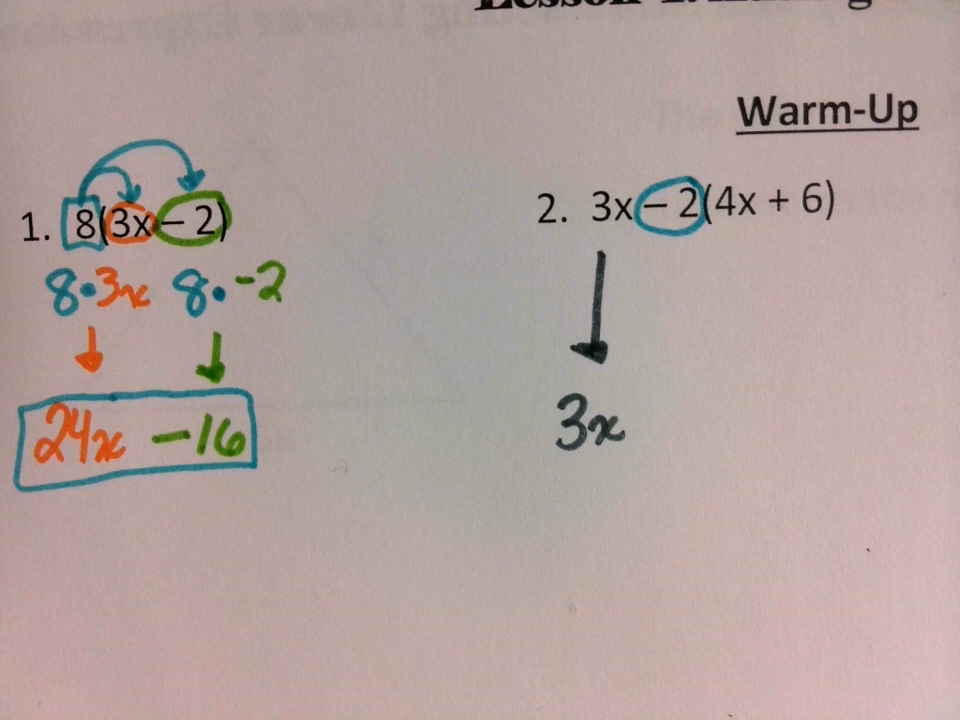 Warm-Up
1. 8(3x – 2)
8•3x 8•-2
24x -16
2. 3x – 2(4x + 6)
3x